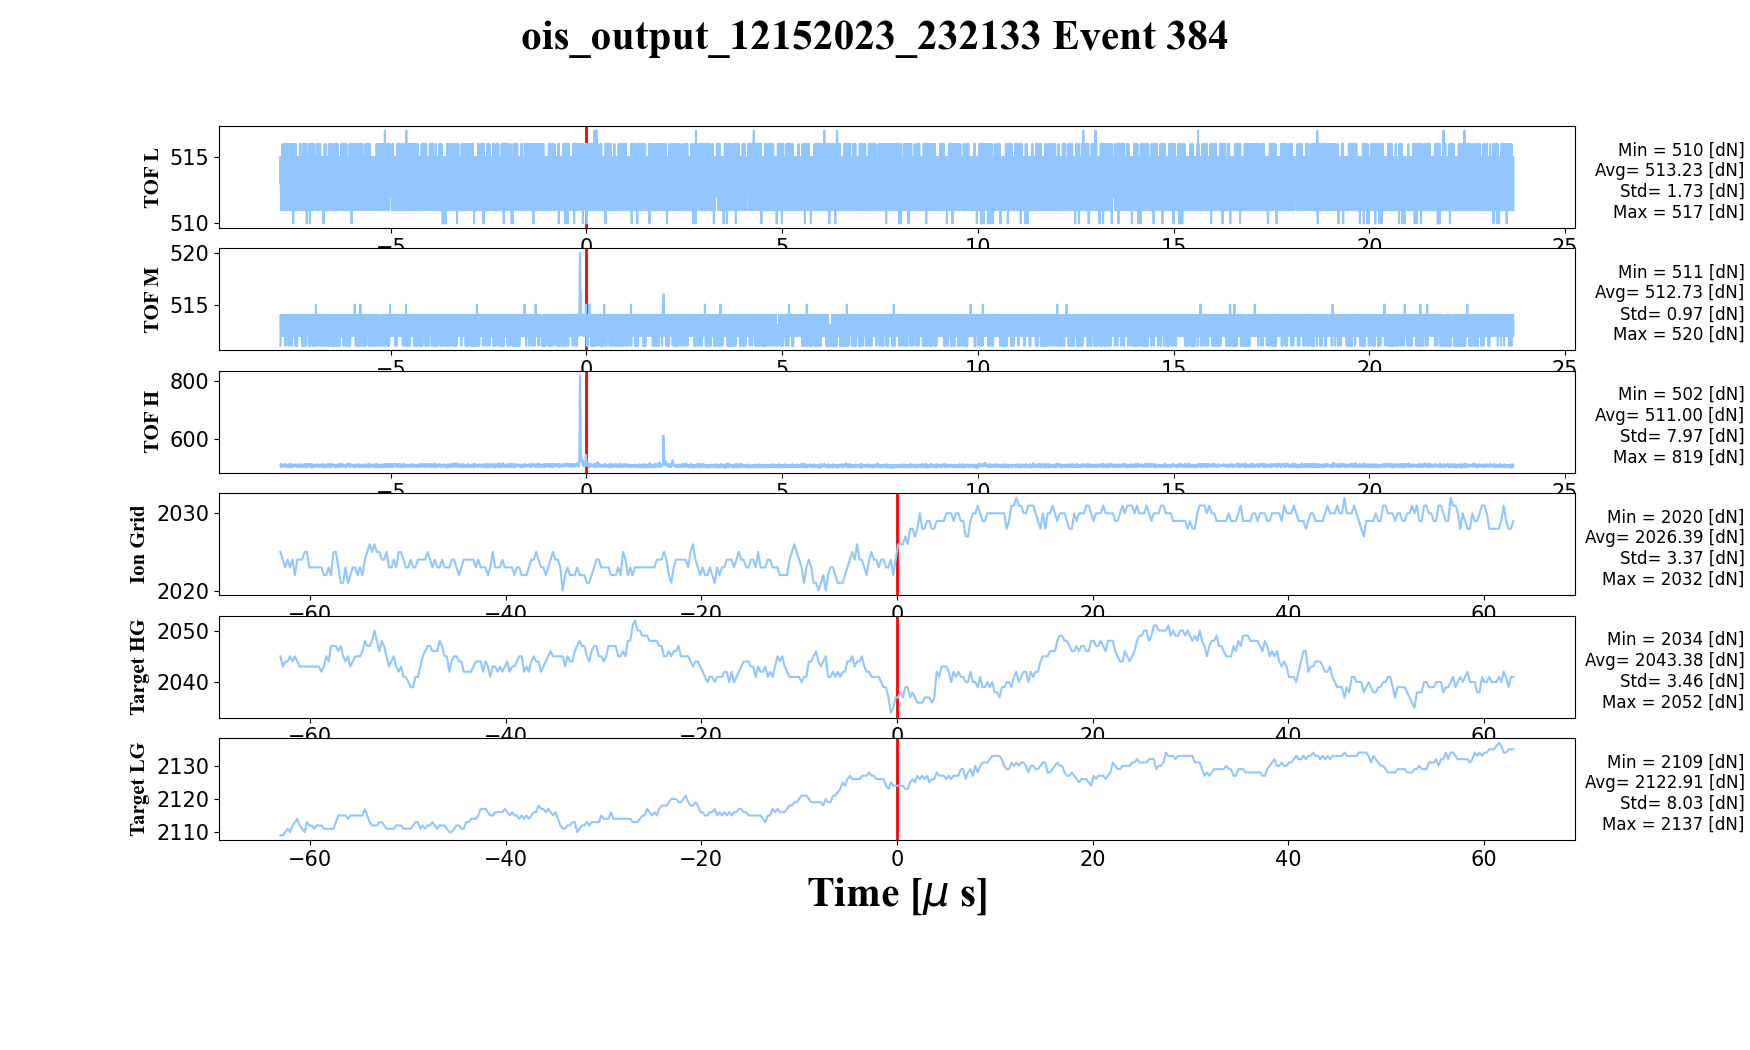 ois_output_12152023_232133 Event 384
TOF L
515
510
−5
0
5
10
15
20
25
Min = 510 [dN]
Avg= 513.23 [dN]
Std= 1.73 [dN]
Max = 517 [dN]
TOF M
520
515
−5
0
5
10
15
20
25
Min = 511 [dN]
Avg= 512.73 [dN]
Std= 0.97 [dN]
Max = 520 [dN]
TOF H
800
600
−5
0
5
10
15
20
25
Min = 502 [dN]
Avg= 511.00 [dN]
Std= 7.97 [dN]
Max = 819 [dN]
Ion Grid
2030
2020
−60
−40
−20
0
20
40
60
Min = 2020 [dN]
Avg= 2026.39 [dN]
Std= 3.37 [dN]
Max = 2032 [dN]
Target HG
2050
2040
−60
−40
−20
0
20
40
60
Min = 2034 [dN]
Avg= 2043.38 [dN]
Std= 3.46 [dN]
Max = 2052 [dN]
Target LG
2130
2120
2110
−60
−40
−20
0
20
40
60
Min = 2109 [dN]
Avg= 2122.91 [dN]
Std= 8.03 [dN]
Max = 2137 [dN]
Time [μ s]